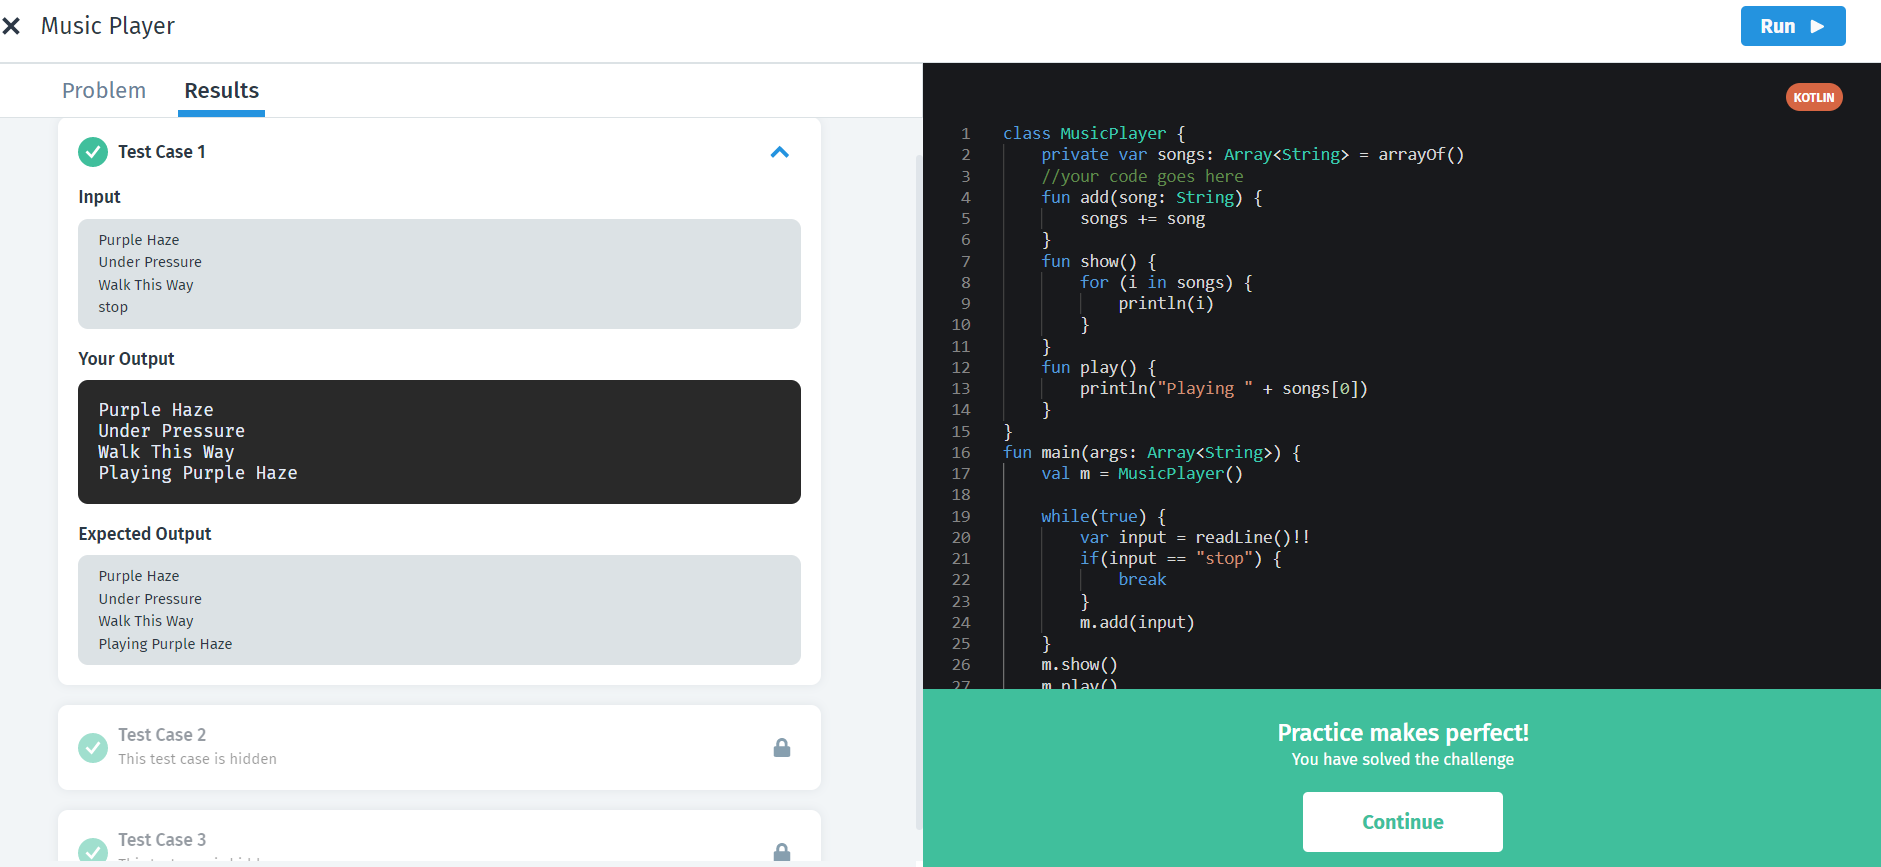 Music Player
Run
Problem
Results
Test Case 1
Input
Purple Haze
Under Pressure
Walk This Way
stop
Your Output
Purple Haze
Under Pressure
Walk This Way
Playing Purple Haze
Expected Output
Purple Haze
Under Pressure
Walk This Way
Playing Purple Haze
Test Case 2
This test case is hidden
Test Case 3
This test case is hidden
KOTLIN
1 class MusicPlayer {
2 private var songs: Array<String> = arrayOf()
3 //your code goes here
4 fun add(song: String) {
5 songs += song
6 }
7 fun show() {
8 for (i in songs) {
9 println(i)
10 }
11 }
12 fun play() {
13 println("Playing " + songs[0])
14 }
15 }
16 fun main(args: Array<String>) {
17 val m = MusicPlayer()
18
19 while(true) {
20 var input = readLine()!!
21 if(input == "stop") {
22 break
23 }
24 m.add(input)
25 }
26 m.show()
27 m.play()
Practice makes perfect!
You have solved the challenge
Continue